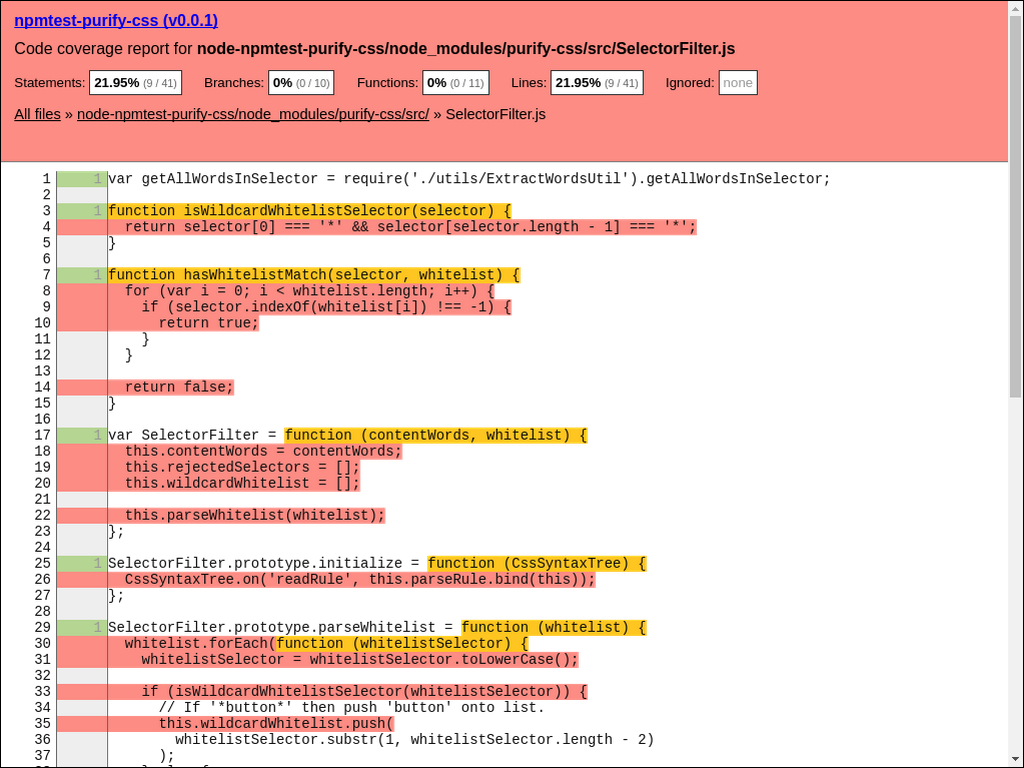 npmtest-purify-css (v0.0.1)
Code coverage report for node-npmtest-purify-css/node_modules/purify-css/src/SelectorFilter.js
Statements: 21.95% (9 / 41) Branches: 0% (0 / 10) Functions: 0% (0 / 11) Lines: 21.95% (9 / 41) Ignored: none
All files » node-npmtest-purify-css/node_modules/purify-css/src/ » SelectorFilter.js
1 1 var getAllWordsInSelector = require('./utils/ExtractWordsUtil').getAllWordsInSelector;
2
3 1 function isWildcardWhitelistSelector(selector) {
4   return selector[0] === '*' && selector[selector.length - 1] === '*';
5 }
6
7 1 function hasWhitelistMatch(selector, whitelist) {
8   for (var i = 0; i < whitelist.length; i++) {
9     if (selector.indexOf(whitelist[i]) !== -1) {
10       return true;
11     }
12   }
13
14   return false;
15 }
16
17 1 var SelectorFilter = function (contentWords, whitelist) {
18   this.contentWords = contentWords;
19   this.rejectedSelectors = [];
20   this.wildcardWhitelist = [];
21
22   this.parseWhitelist(whitelist);
23 };
24
25 1 SelectorFilter.prototype.initialize = function (CssSyntaxTree) {
26   CssSyntaxTree.on('readRule', this.parseRule.bind(this));
27 };
28
29 1 SelectorFilter.prototype.parseWhitelist = function (whitelist) {
30   whitelist.forEach(function (whitelistSelector) {
31     whitelistSelector = whitelistSelector.toLowerCase();
32
33     if (isWildcardWhitelistSelector(whitelistSelector)) {
34       // If '*button*' then push 'button' onto list.
35       this.wildcardWhitelist.push(
36         whitelistSelector.substr(1, whitelistSelector.length - 2)
37       );